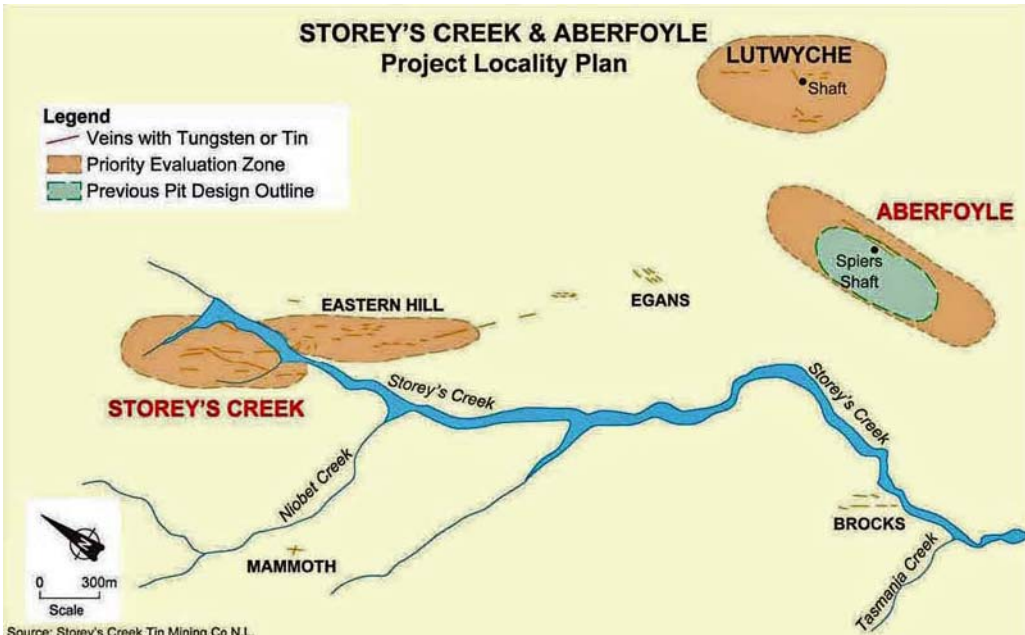 STOREY'S CREEK & ABERFOYLE
Project Locality Plan
LUTWYCHE
Shaft
Legend
Veins with Tungsten or Tin
Priority Evaluation Zone
Previous Pit Design Outline
ABERFOYLE
Spiers
Shaft
EGANS
EASTERN HILL
STOREY'S CREEK
Storey's Creek
Storey's Creek
Niobet Creek
MAMMOTH
BROCKS
Tasmania Creek
0 300m
Scale
Source: Storey's Creek Tin Mining Co N.L.